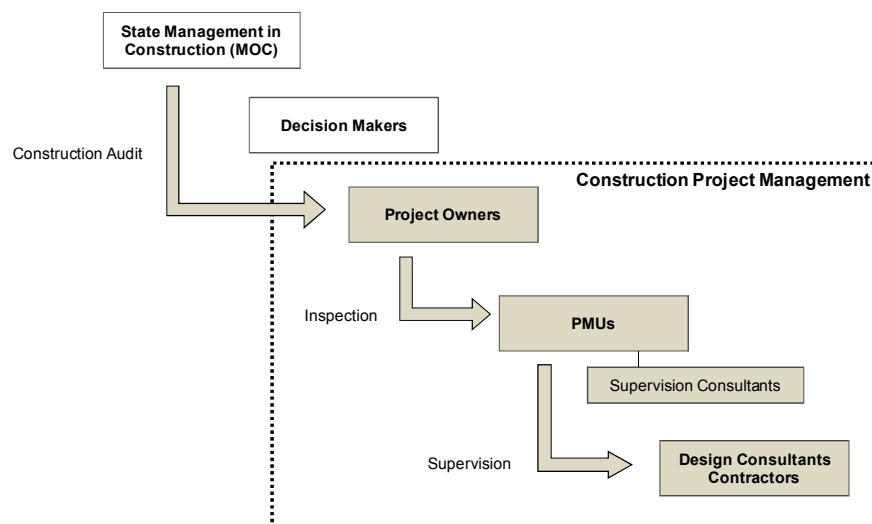 State Management in
Construction (MOC)
Decision Makers
Construction Audit
Construction Project Management
Project Owners
Inspection
PMUs
Supervision Consultants
Supervision
Design Consultants
Contractors